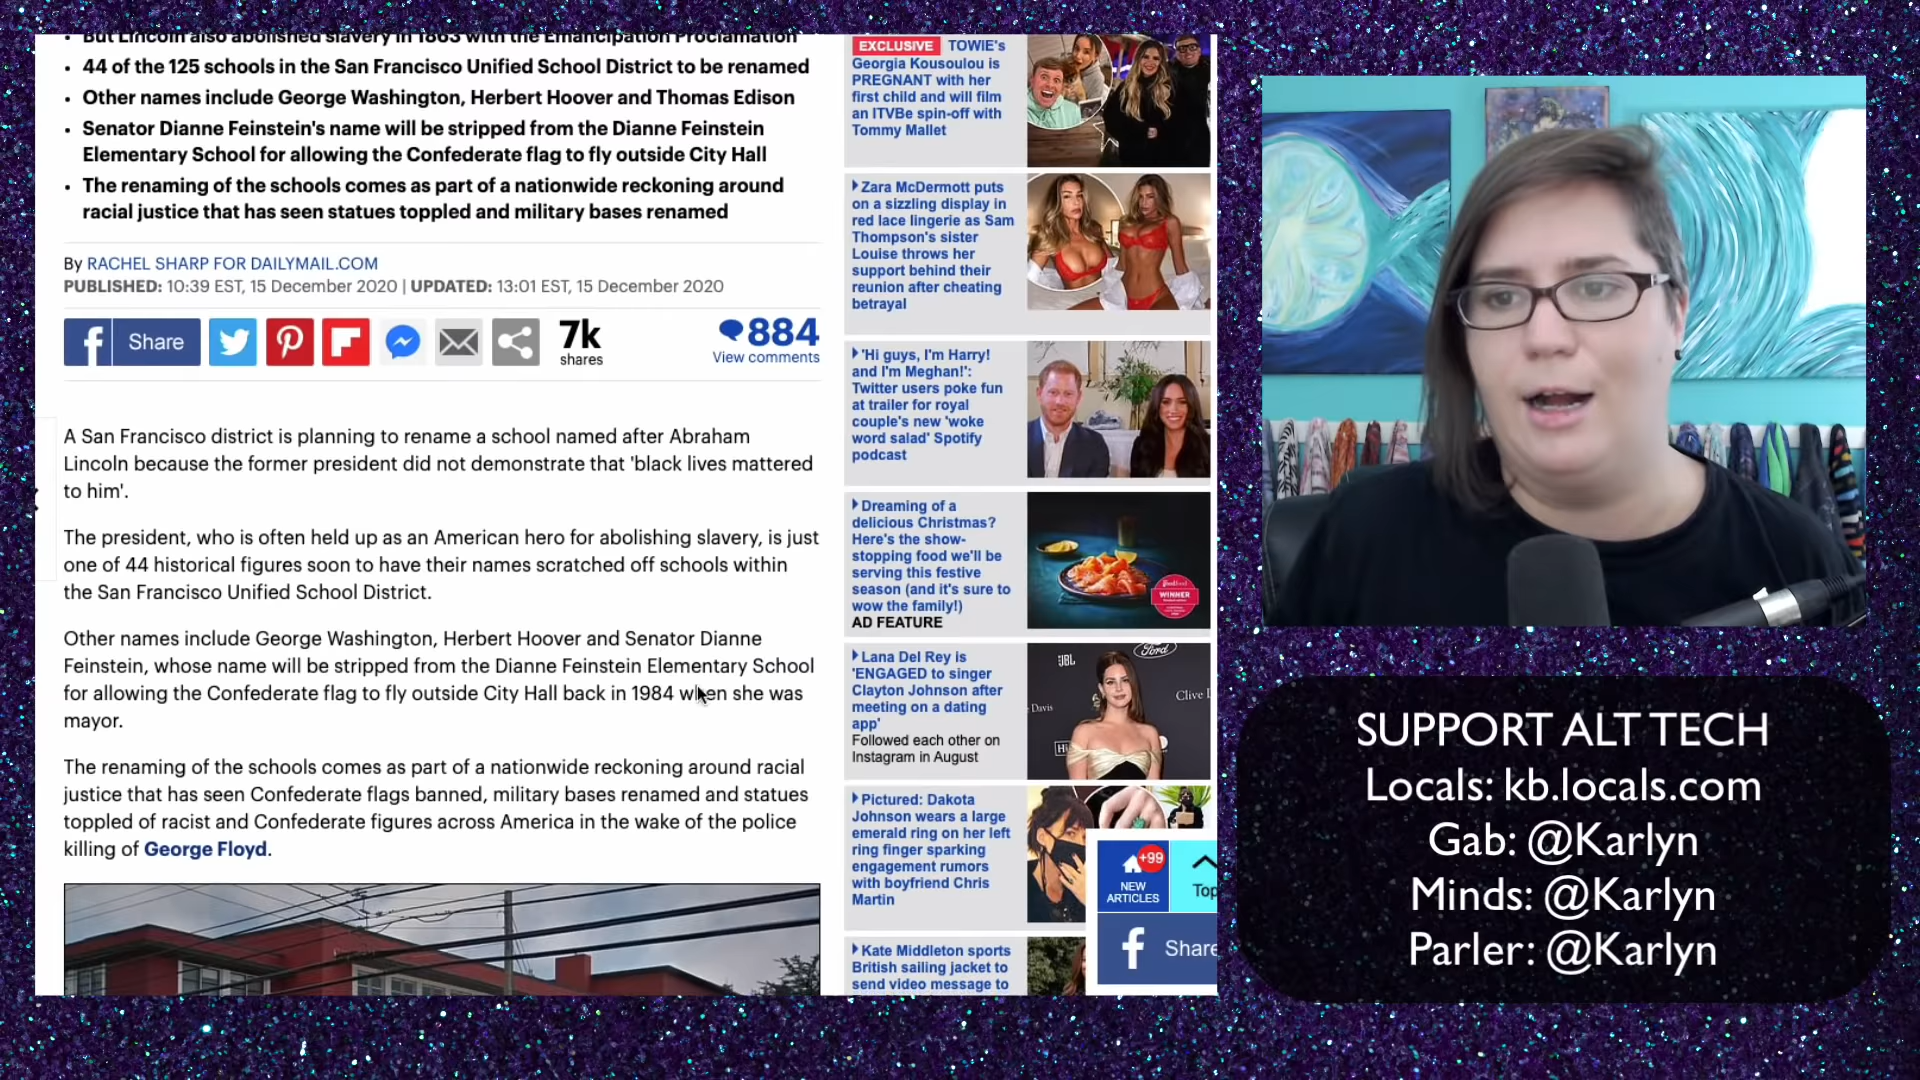 But Lincoln also abolished slavery in 1863 with the Emancipation Proclamation
44 of the 125 schools in the San Francisco Unified School District to be renamed
Other names include George Washington, Herbert Hoover and Thomas Edison
Senator Dianne Feinstein's name will be stripped from the Dianne Feinstein
Elementary School for allowing the Confederate flag to fly outside City Hall
The renaming of the schools comes as part of a nationwide reckoning around
racial justice that has seen statues toppled and military bases renamed
By RACHEL SHARP FOR DAILYMAIL.COM
PUBLISHED: 10:39 EST, 15 December 2020 | UPDATED: 13:01 EST, 15 December 2020
Share
7k
shares
884
View comments
A San Francisco district is planning to rename a school named after Abraham
Lincoln because the former president did not demonstrate that 'black lives mattered
to him'.
The president, who is often held up as an American hero for abolishing slavery, is just
one of 44 historical figures soon to have their names scratched off schools within
the San Francisco Unified School District.
Other names include George Washington, Herbert Hoover and Senator Dianne
Feinstein, whose name will be stripped from the Dianne Feinstein Elementary School
for allowing the Confederate flag to fly outside City Hall back in 1984 when she was
mayor.
The renaming of the schools comes as part of a nationwide reckoning around racial
justice that has seen Confederate flags banned, military bases renamed and statues
toppled of racist and Confederate figures across America in the wake of the police
killing of George Floyd.
EXCLUSIVE TOWIE's
Georgia Kousoulou is
PREGNANT with her
first child and will film
an ITVBe spin-off with
Tommy Mallet
Zara McDermott puts
on a sizzling display in
red lace lingerie as Sam
Thompson's sister
Louise throws her
support behind their
reunion after cheating
betrayal
'Hi guys, I'm Harry!
and I'm Meghan!':
Twitter users poke fun
at trailer for royal
couple's new 'woke
word salad' Spotify
podcast
Dreaming of a
delicious Christmas?
Here's the show-
stopping food we'll be
serving this festive
season (and it's sure to
wow the family!)
AD FEATURE
WINNER
Lana Del Rey is
'ENGAGED to singer
Clayton Johnson after
meeting on a dating
app'
Followed each other on
Instagram in August
JBL
Ford
Clive
Davis
Pictured: Dakota
Johnson wears a large
emerald ring on her left
ring finger sparking
engagement rumors
with boyfriend Chris
Martin
Kate Middleton sports
British sailing jacket to
send video message to
+99
NEW
ARTICLES
Top
Share
SUPPORT ALT TECH
Locals: kb.locals.com
Gab: @Karlyn
Minds: @Karlyn
Parler: @Karlyn